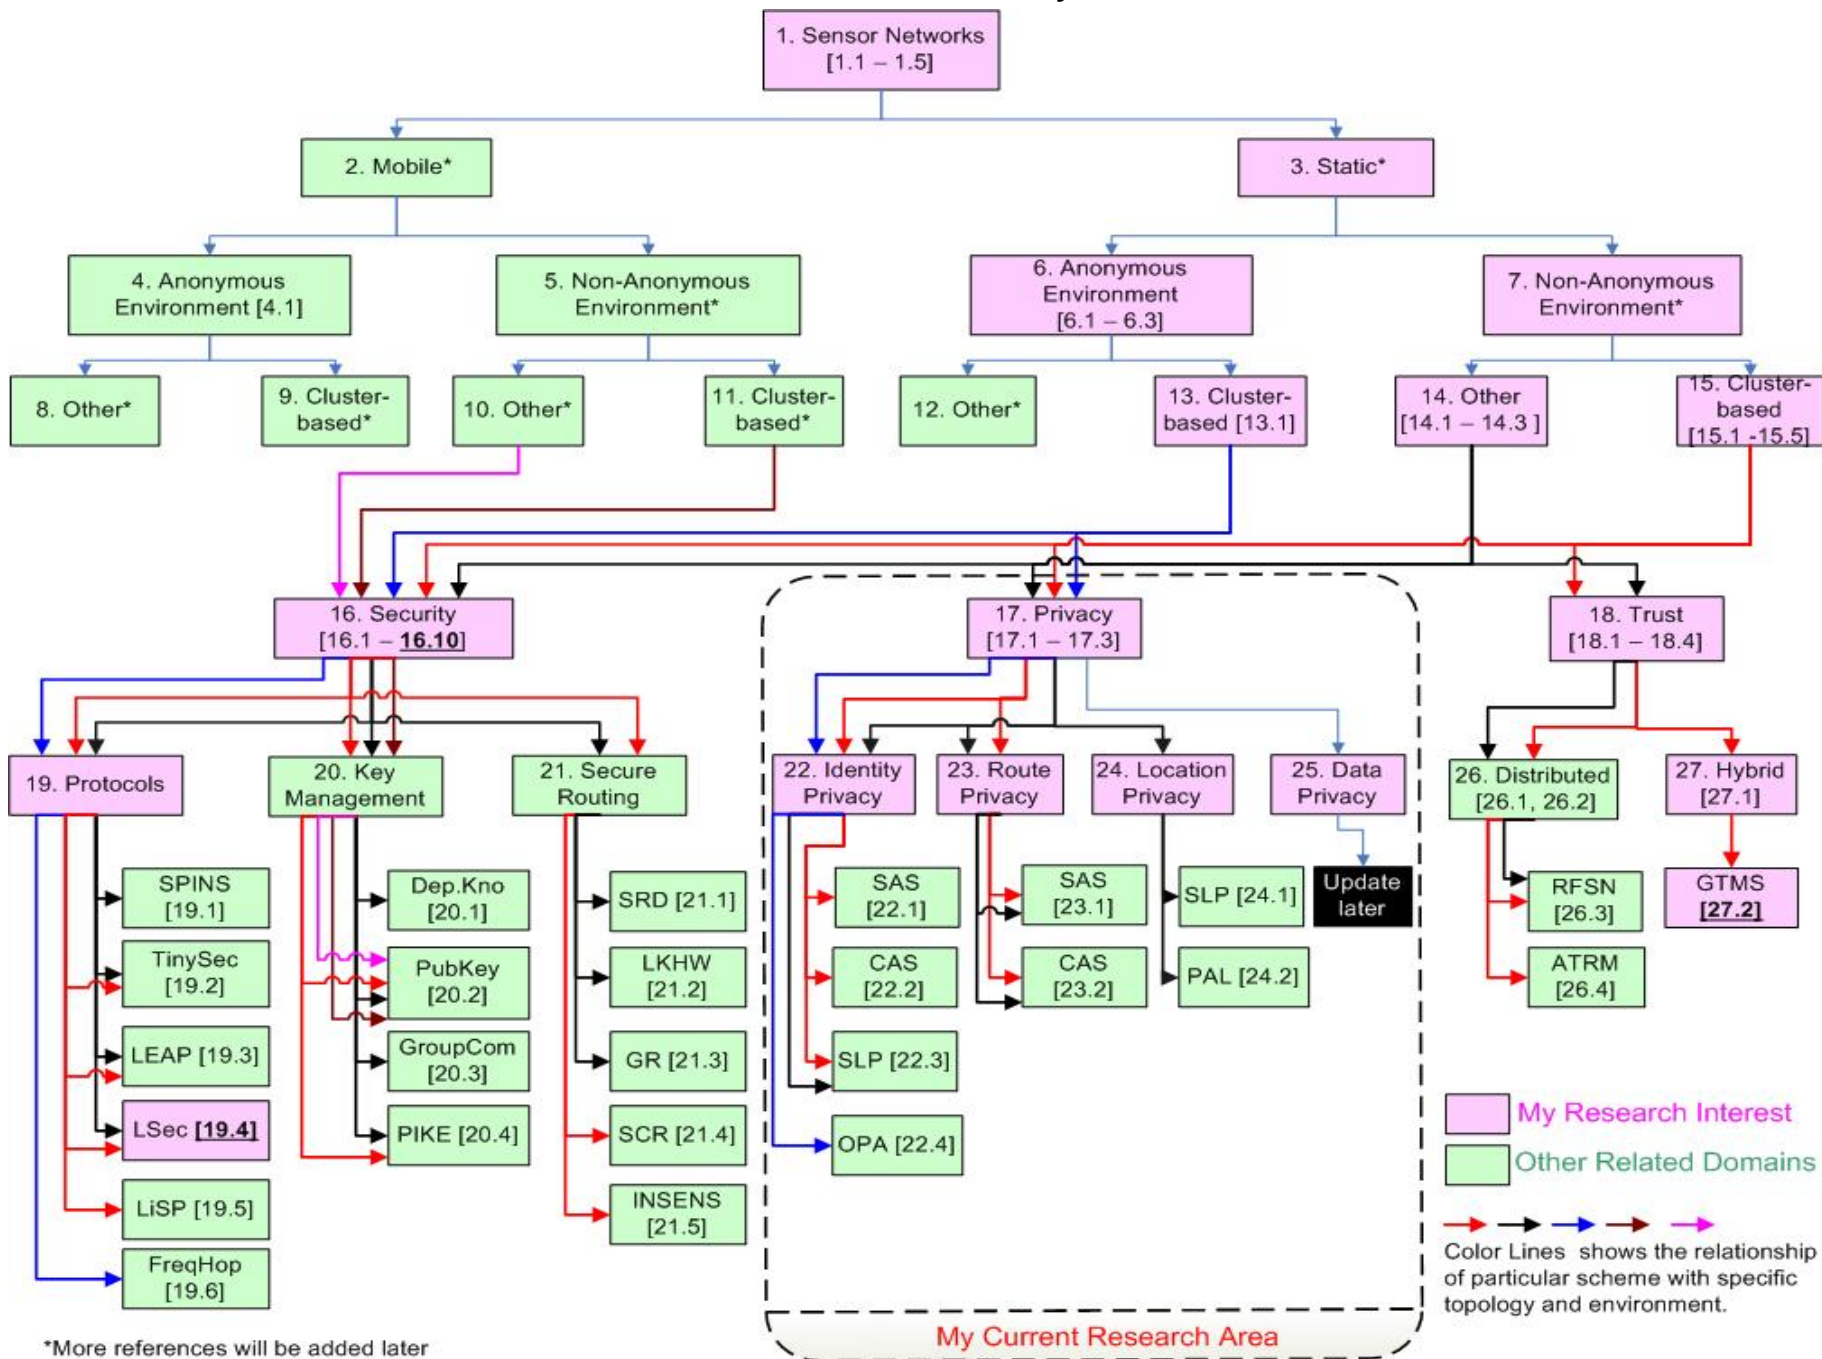 1. Sensor Networks
[1.1 – 1.5]
2. Mobile*
3. Static*
4. Anonymous
Environment [4.1]
5. Non-Anonymous
Environment*
6. Anonymous
Environment
[6.1 – 6.3]
7. Non-Anonymous
Environment*
8. Other*
9. Cluster-
based*
10. Other*
11. Cluster-
based*
12. Other*
13. Cluster-
based [13.1]
14. Other
[14.1 – 14.3 ]
15. Cluster-
based
[15.1 -15.5]
16. Security
[16.1 – 16.10]
17. Privacy
[17.1 – 17.3]
18. Trust
[18.1 – 18.4]
19. Protocols
20. Key
Management
21. Secure
Routing
22. Identity
Privacy
23. Route
Privacy
24. Location
Privacy
25. Data
Privacy
26. Distributed
[26.1, 26.2]
27. Hybrid
[27.1]
SPINS
[19.1]
TinySec
[19.2]
LEAP [19.3]
LSec [19.4]
LiSP [19.5]
FreqHop
[19.6]
Dep.Kno
[20.1]
PubKey
[20.2]
GroupCom
[20.3]
PIKE [20.4]
SRD [21.1]
LKHW
[21.2]
GR [21.3]
SCR [21.4]
INSENS
[21.5]
SAS
[22.1]
CAS
[22.2]
SLP [22.3]
OPA [22.4]
SAS
[23.1]
CAS
[23.2]
SLP [24.1]
PAL [24.2]
Update
later
RFSN
[26.3]
ATRM
[26.4]
GTMS
[27.2]
My Research Interest
Other Related Domains
Color Lines shows the relationship
of particular scheme with specific
topology and environment.
My Current Research Area
*More references will be added later